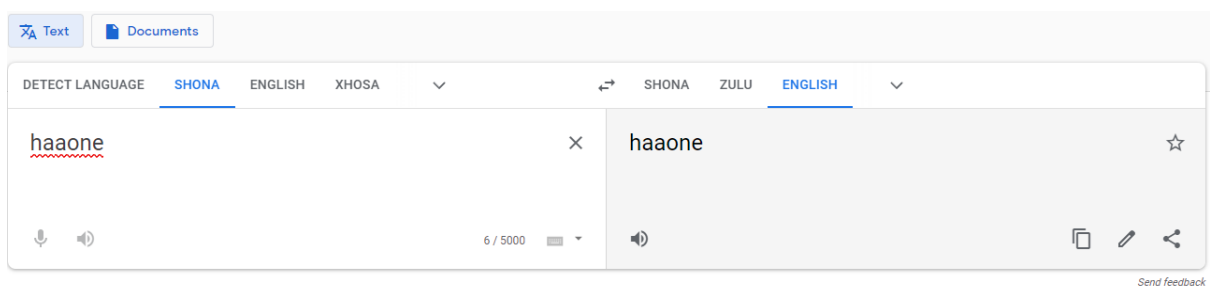 Text Documents
DETECT LANGUAGE SHONA ENGLISH XHOSA SHONA ZULU ENGLISH
haaone haaone
6 / 5000
Send feedback